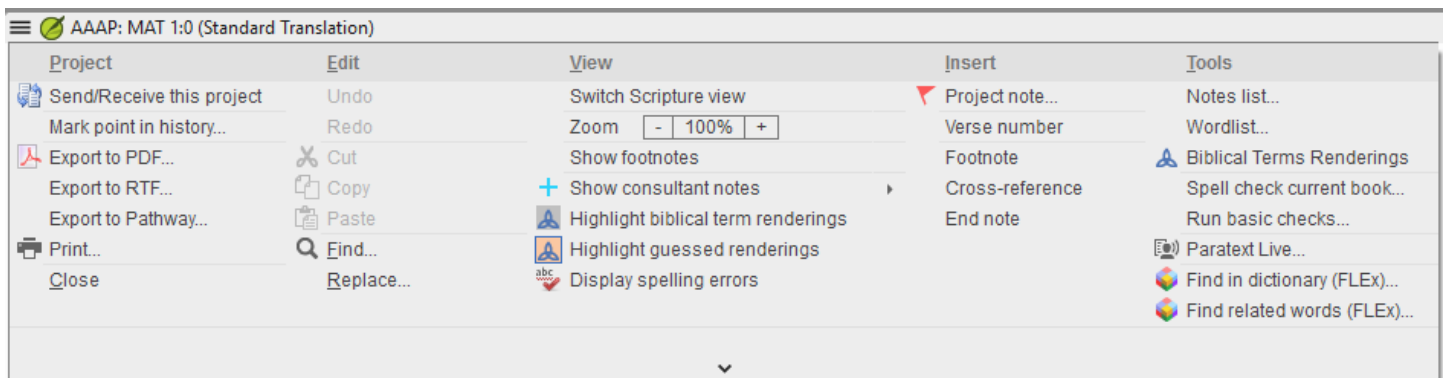 AAAP: MAT 1:0 (Standard Translation)
Project Edit View Insert Tools
Send/Receive this project Undo Switch Scripture view Project note... Notes list...
Mark point in history... Redo Zoom - 100% + Verse number Wordlist...
Export to PDF... Cut Show footnotes Footnote Biblical Terms Renderings
Export to RTF... Copy Show consultant notes Cross-reference Spell check current book...
Export to Pathway... Paste Highlight biblical term renderings End note Run basic checks...
Print... Find... Highlight guessed renderings Paratext Live...
Close Replace... abc Display spelling errors Find in dictionary (FLEx)...
Find related words (FLEx)...